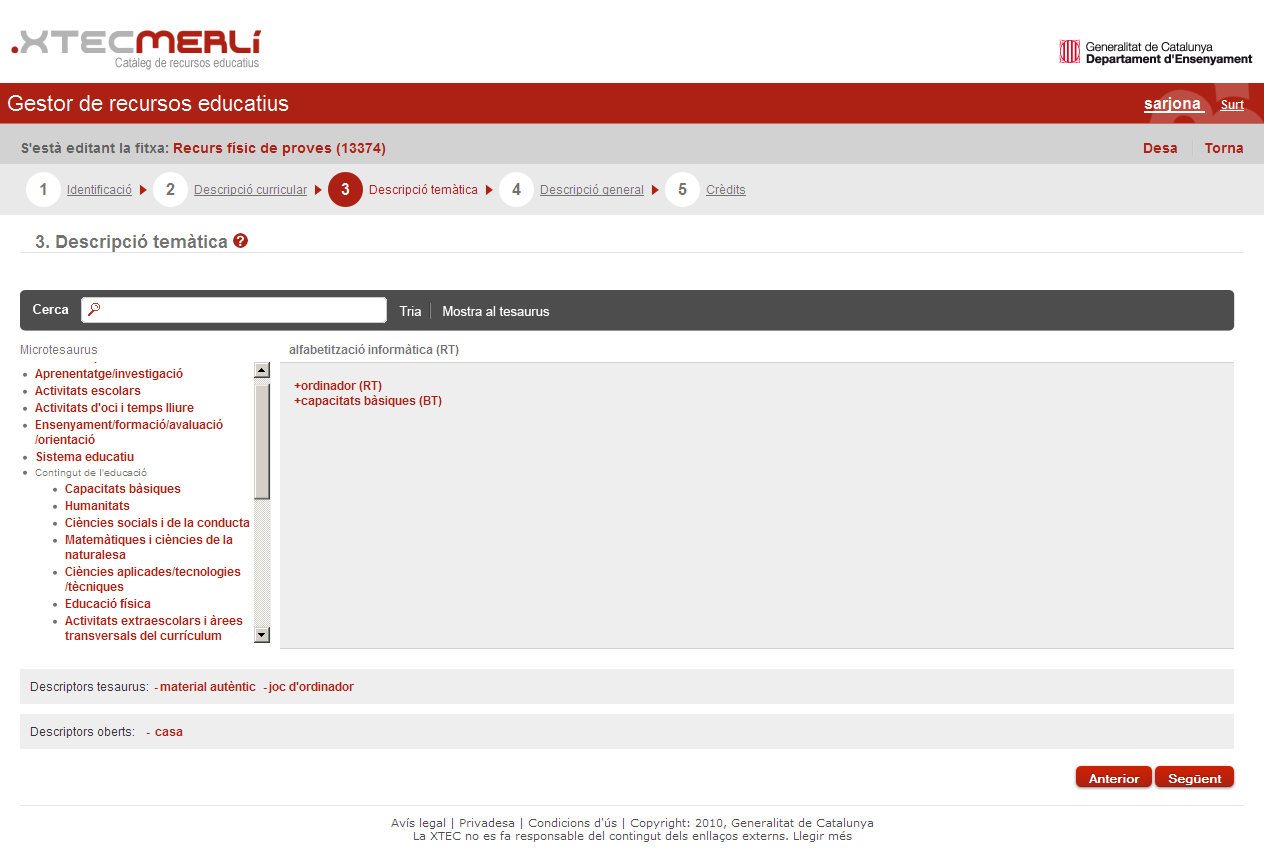 .XTECMERLÍ
Catàleg de recursos educatius
Generalitat de Catalunya
Departament d'Ensenyament
Gestor de recursos educatius
sarjona Surt
S'està editant la fitxa: Recurs físic de proves (13374)
Desa Torna
1 Identificació 2 Descripció curricular 3 Descripció temàtica 4 Descripció general 5 Crèdits
3. Descripció temàtica ?
Cerca Tria Mostra al tesaurus
Microtesaurus
Aprenentatge/investigació
Activitats escolars
Activitats d'oci i temps lliure
Ensenyament/formació/avaluació
/orientació
Sistema educatiu
Contingut de l'educació
Capacitats bàsiques
Humanitats
Ciències socials i de la conducta
Matemàtiques i ciències de la
naturalesa
Ciències aplicades/tecnologies
/tècniques
Educació física
Activitats extraescolars i àrees
transversals del currículum
alfabetització informàtica (RT)
+ordinador (RT)
+capacitats bàsiques (BT)
Descriptors tesaurus: -material autèntic -joc d'ordinador
Descriptors oberts: - casa
Anterior Següent
Avís legal | Privadesa | Condicions d'ús | Copyright: 2010, Generalitat de Catalunya
La XTEC no es fa responsable del contingut dels enllaços externs. Llegir més